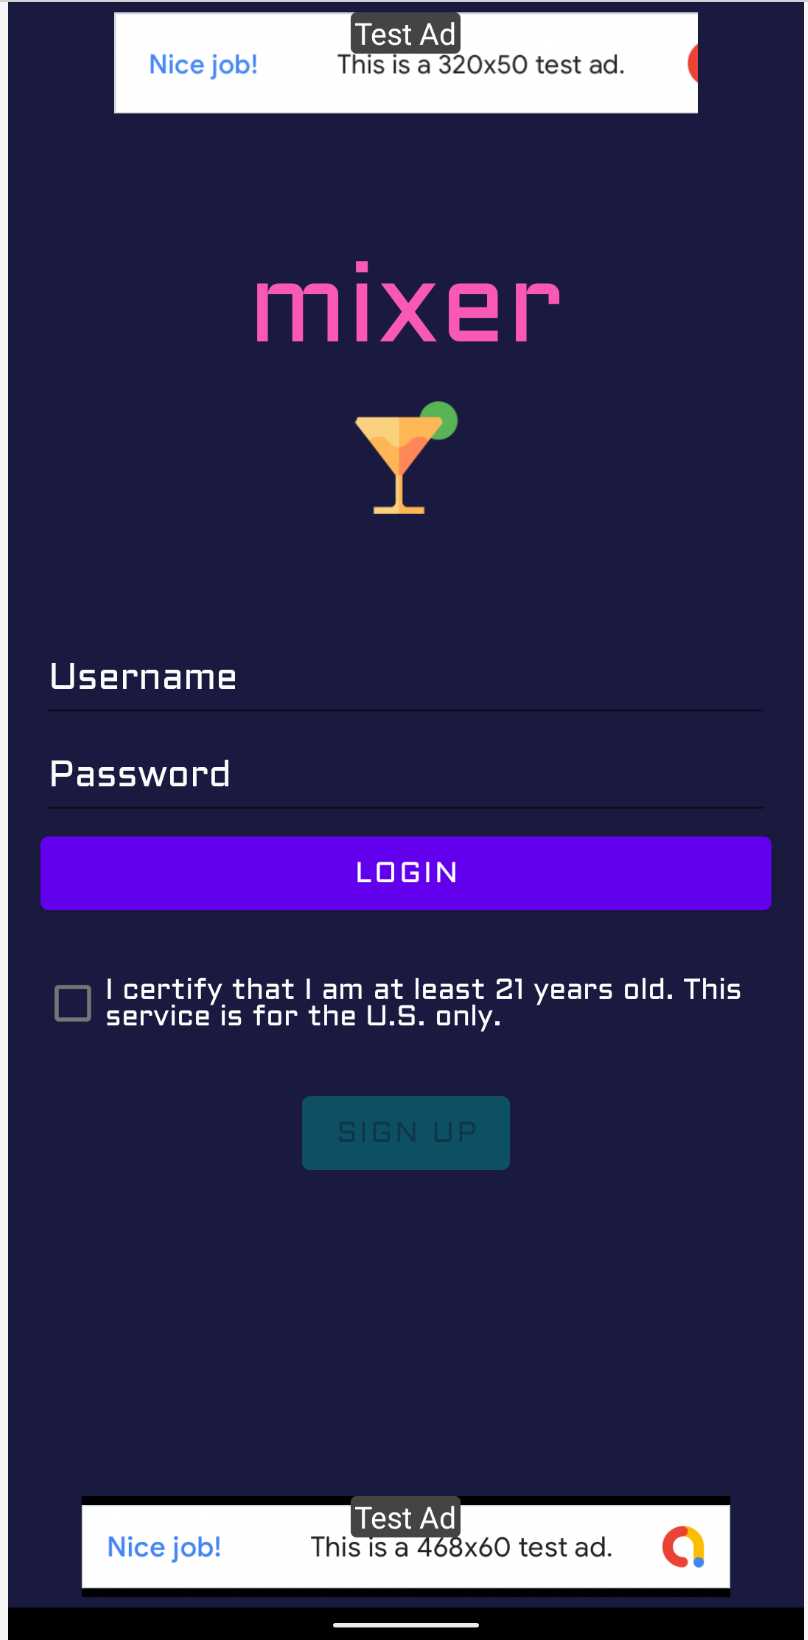 Test Ad
Nice job! This is a 320x50 test ad.
mixer
Username
Password
LOGIN
I certify that I am at least 21 years old. This
service is for the U.S. only.
SIGN UP
Test Ad
Nice job! This is a 468x60 test ad.